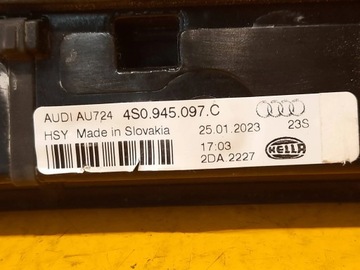 AUDI AU724 4S0.945.097.C
HSY Made in Slovakia 25.01.2023 23S
17:03
2DA.2227
HELLA